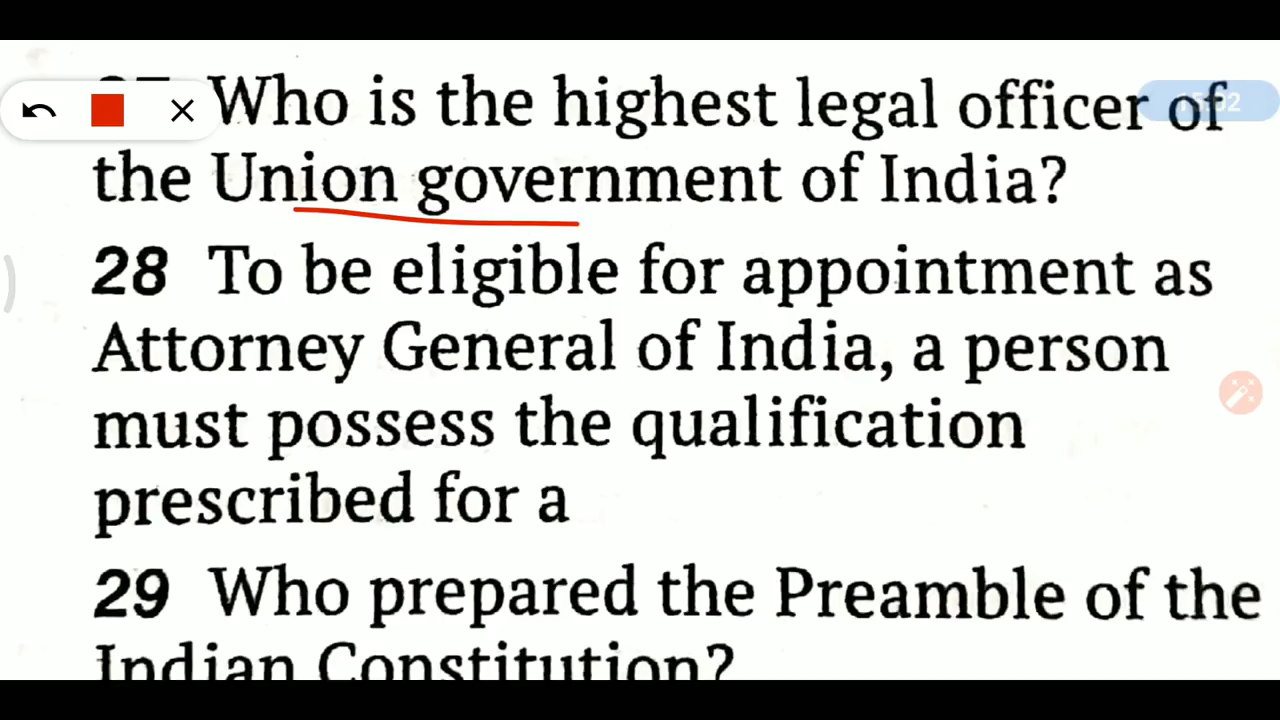 Who is the highest legal officer of
the Union government of India?
28 To be eligible for appointment as
Attorney General of India, a person
must possess the qualification
prescribed for a
29 Who prepared the Preamble of the
Indian Constitution?